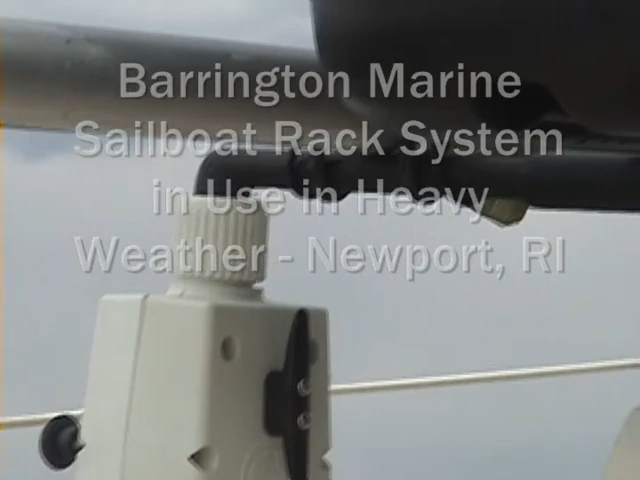 Barrington Marine
Sailboat Rack System
in Use in Heavy
Weather - Newport, RI